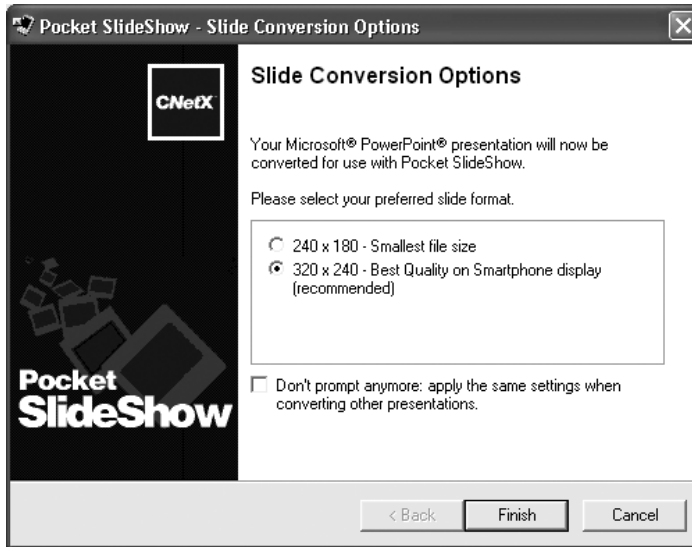 Pocket SlideShow - Slide Conversion Options
CNetX
Slide Conversion Options
Your Microsoft® PowerPoint® presentation will now be
converted for use with Pocket SlideShow.
Please select your preferred slide format.
240 x 180 - Smallest file size
320 x 240 - Best Quality on Smartphone display
(recommended)
Pocket
SlideShow
Don't prompt anymore: apply the same settings when
converting other presentations.
< Back
Finish
Cancel